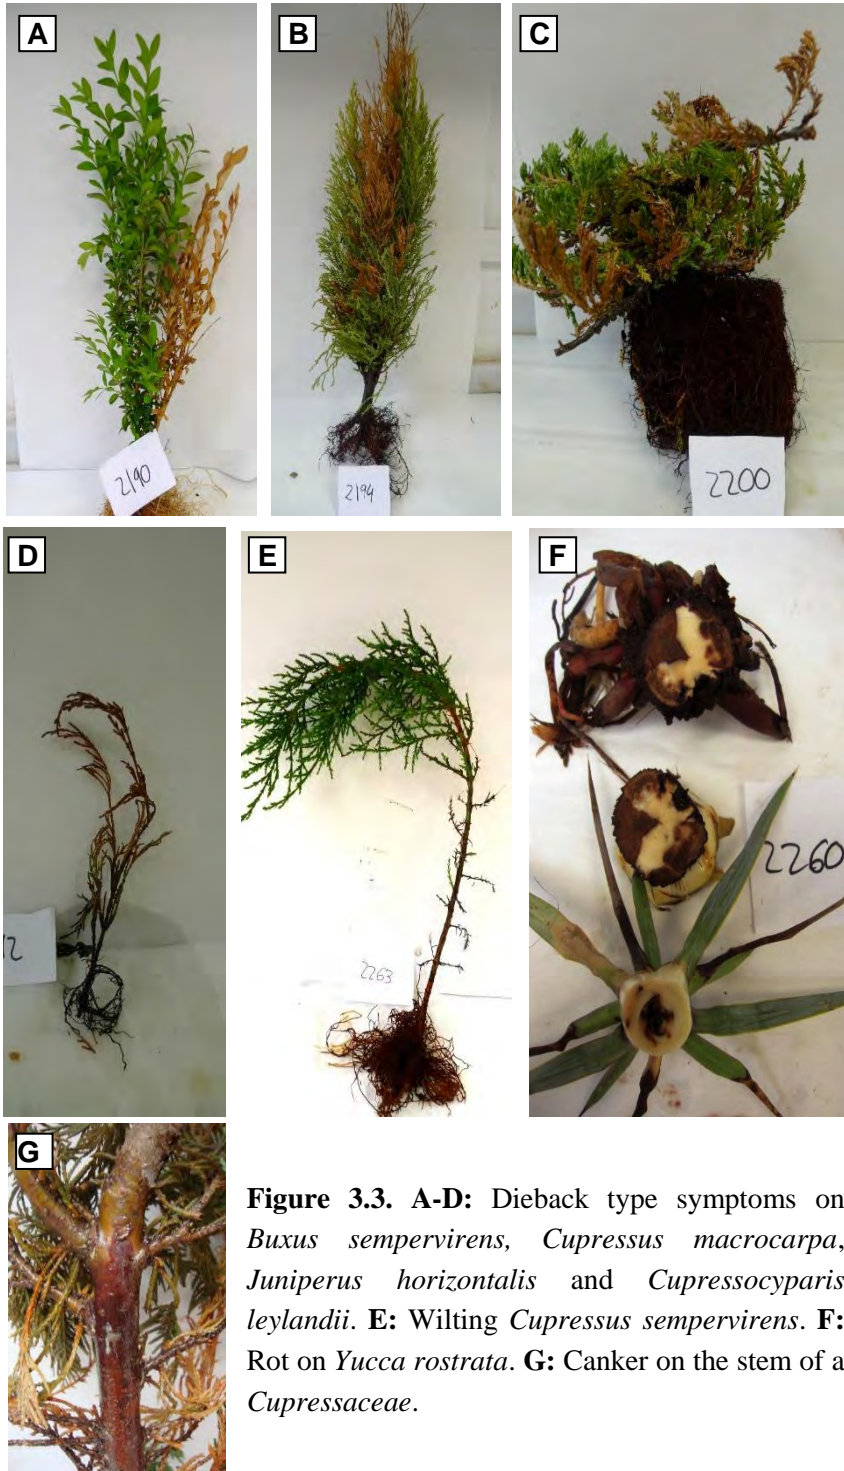 A
B
C
2190
2194
2200
D
E
F
12
2263
2260
G
Figure 3.3. A-D: Dieback type symptoms on
Buxus sempervirens, Cupressus macrocarpa,
Juniperus horizontalis and Cupressocyparis
leylandii. E: Wilting Cupressus sempervirens. F:
Rot on Yucca rostrata. G: Canker on the stem of a
Cupressaceae.